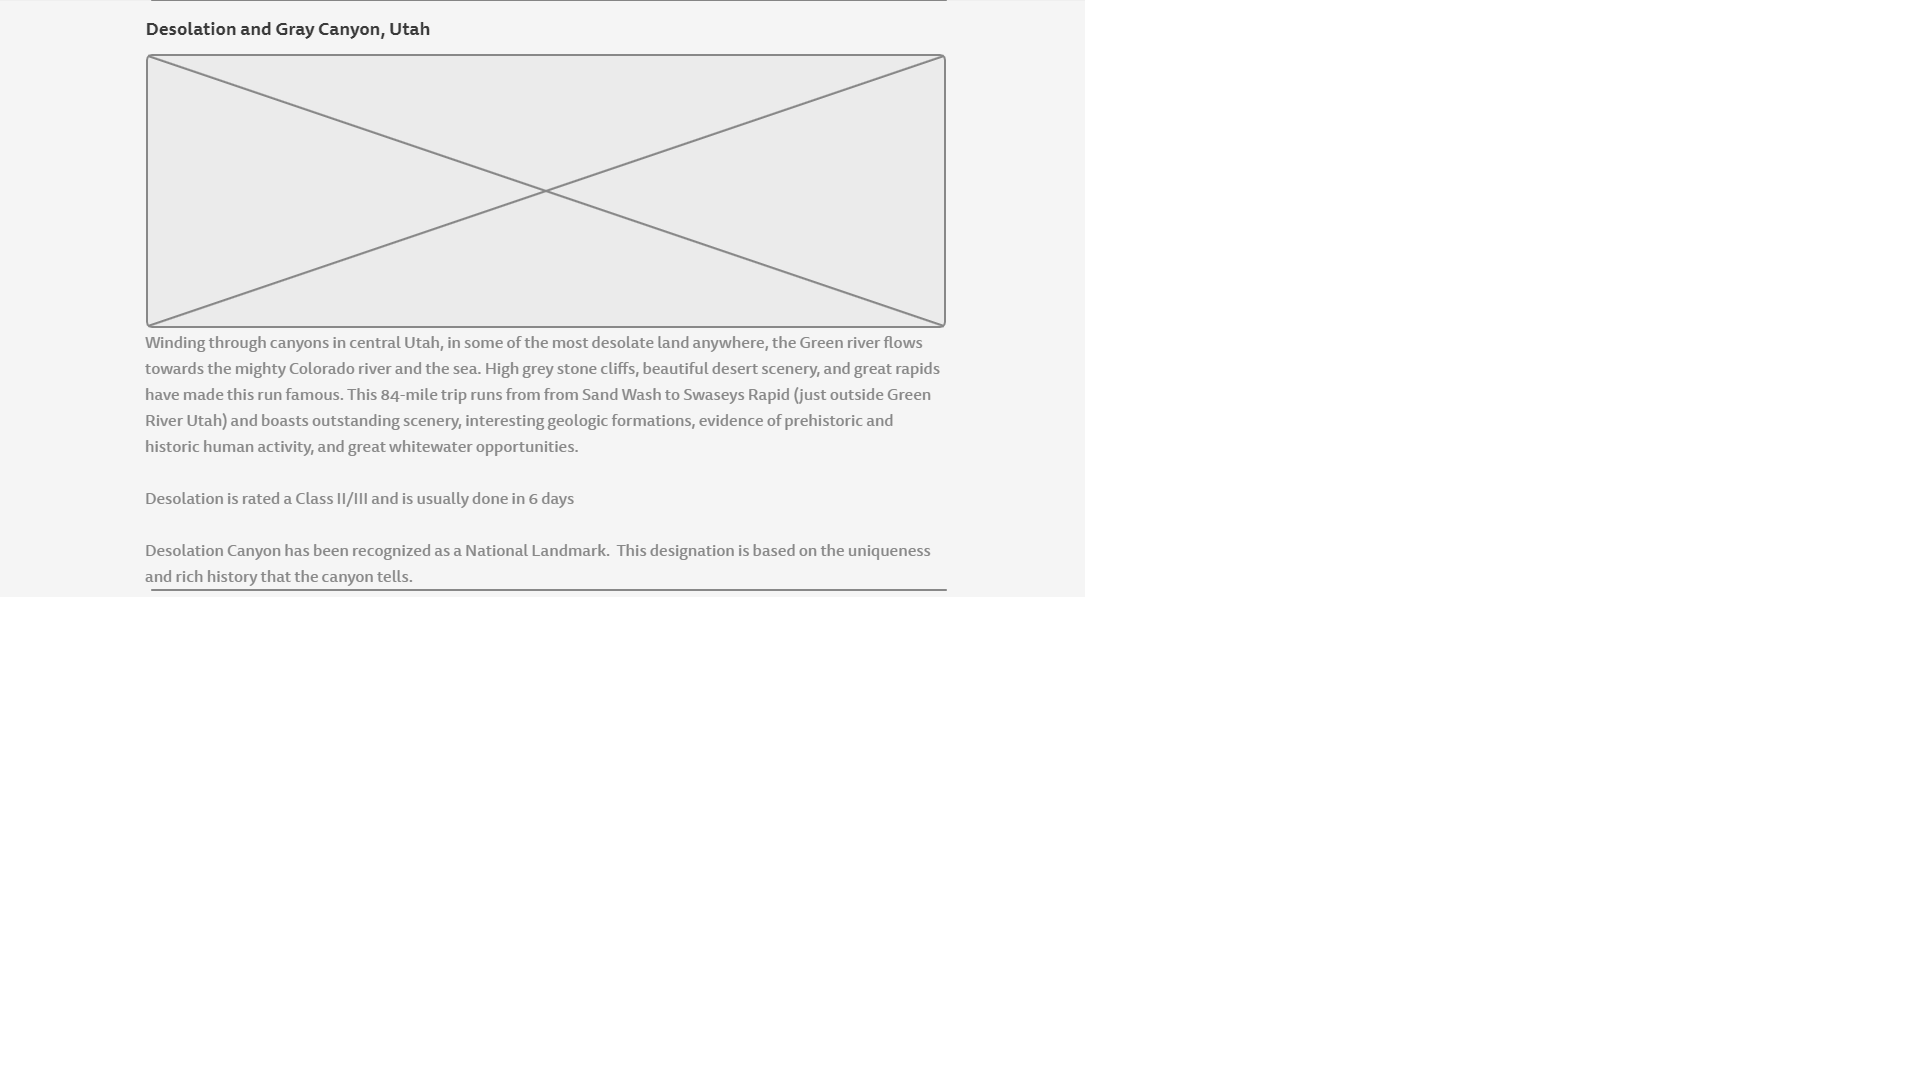 Desolation and Gray Canyon, Utah
Winding through canyons in central Utah, in some of the most desolate land anywhere, the Green river flows
towards the mighty Colorado river and the sea. High grey stone cliffs, beautiful desert scenery, and great rapids
have made this run famous. This 84-mile trip runs from from Sand Wash to Swaseys Rapid (just outside Green
River Utah) and boasts outstanding scenery, interesting geologic formations, evidence of prehistoric and
historic human activity, and great whitewater opportunities.
Desolation is rated a Class II/III and is usually done in 6 days
Desolation Canyon has been recognized as a National Landmark.  This designation is based on the uniqueness
and rich history that the canyon tells.